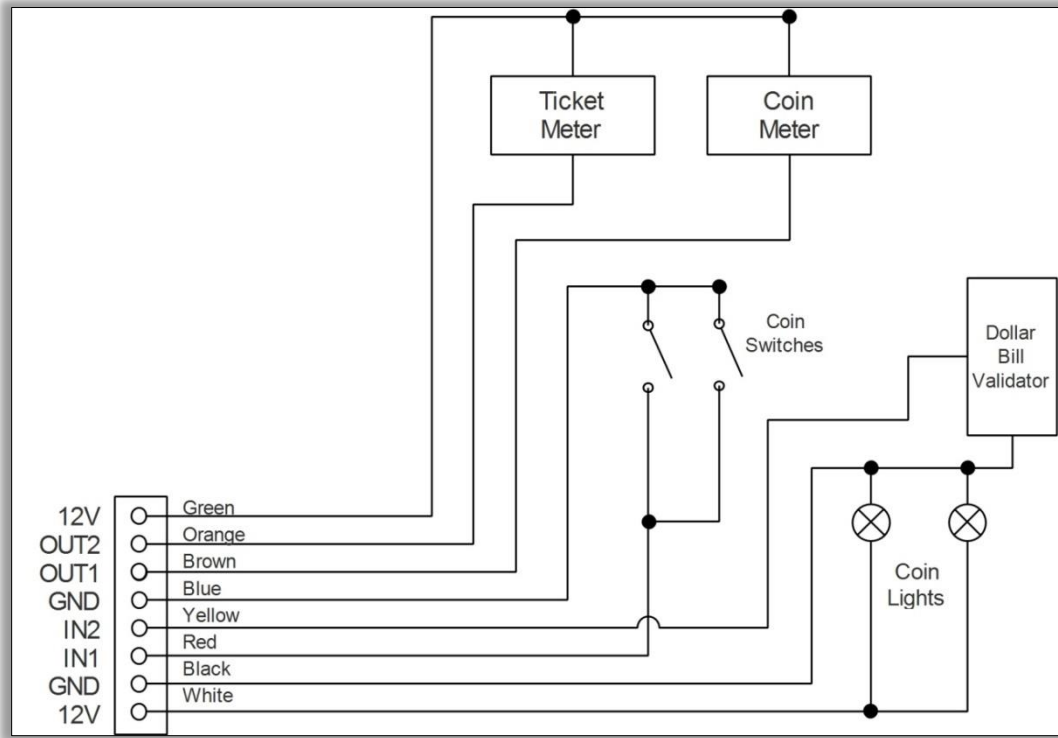 Ticket
Meter
Coin
Meter
Coin
Switches
Dollar
Bill
Validator
Coin
Lights
12V
Green
OUT2
Orange
OUT1
Brown
GND
Blue
IN2
Yellow
IN1
Red
GND
Black
12V
White